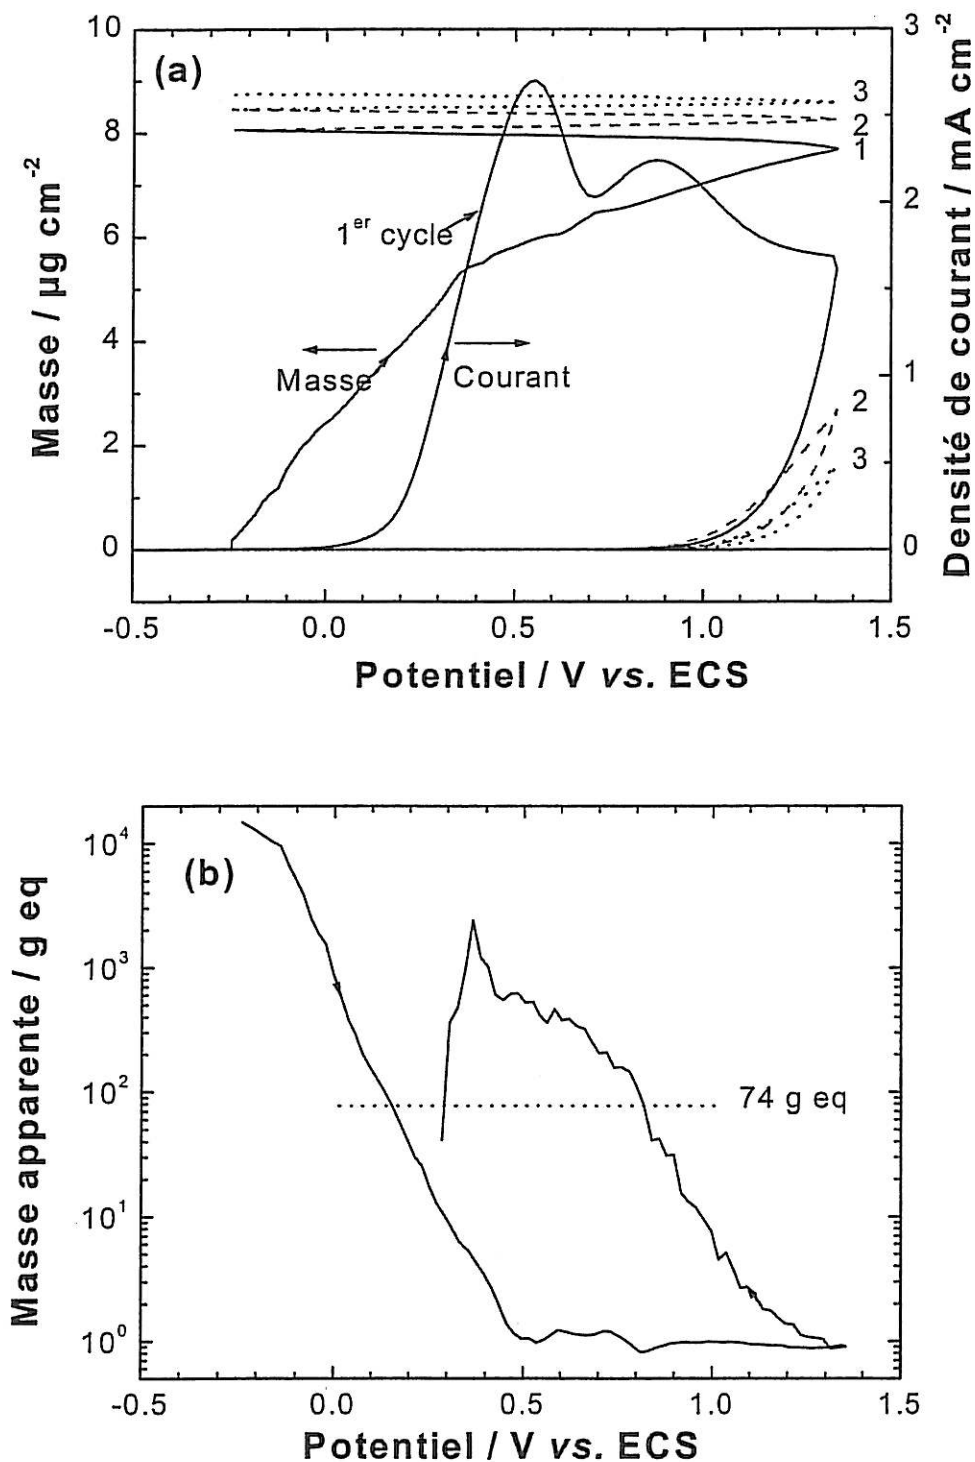 (a)
Masse / µg cm⁻²
10
8
6
4
2
0
Densité de courant / mA cm⁻²
3
2
1
0
3
2
1
1er cycle
Masse
Courant
2
3
-0.5 0.0 0.5 1.0 1.5
Potentiel / V vs. ECS
(b)
Masse apparente / g eq
10⁴
10³
10²
10¹
10⁰
74 g eq
-0.5 0.0 0.5 1.0 1.5
Potentiel / V vs. ECS